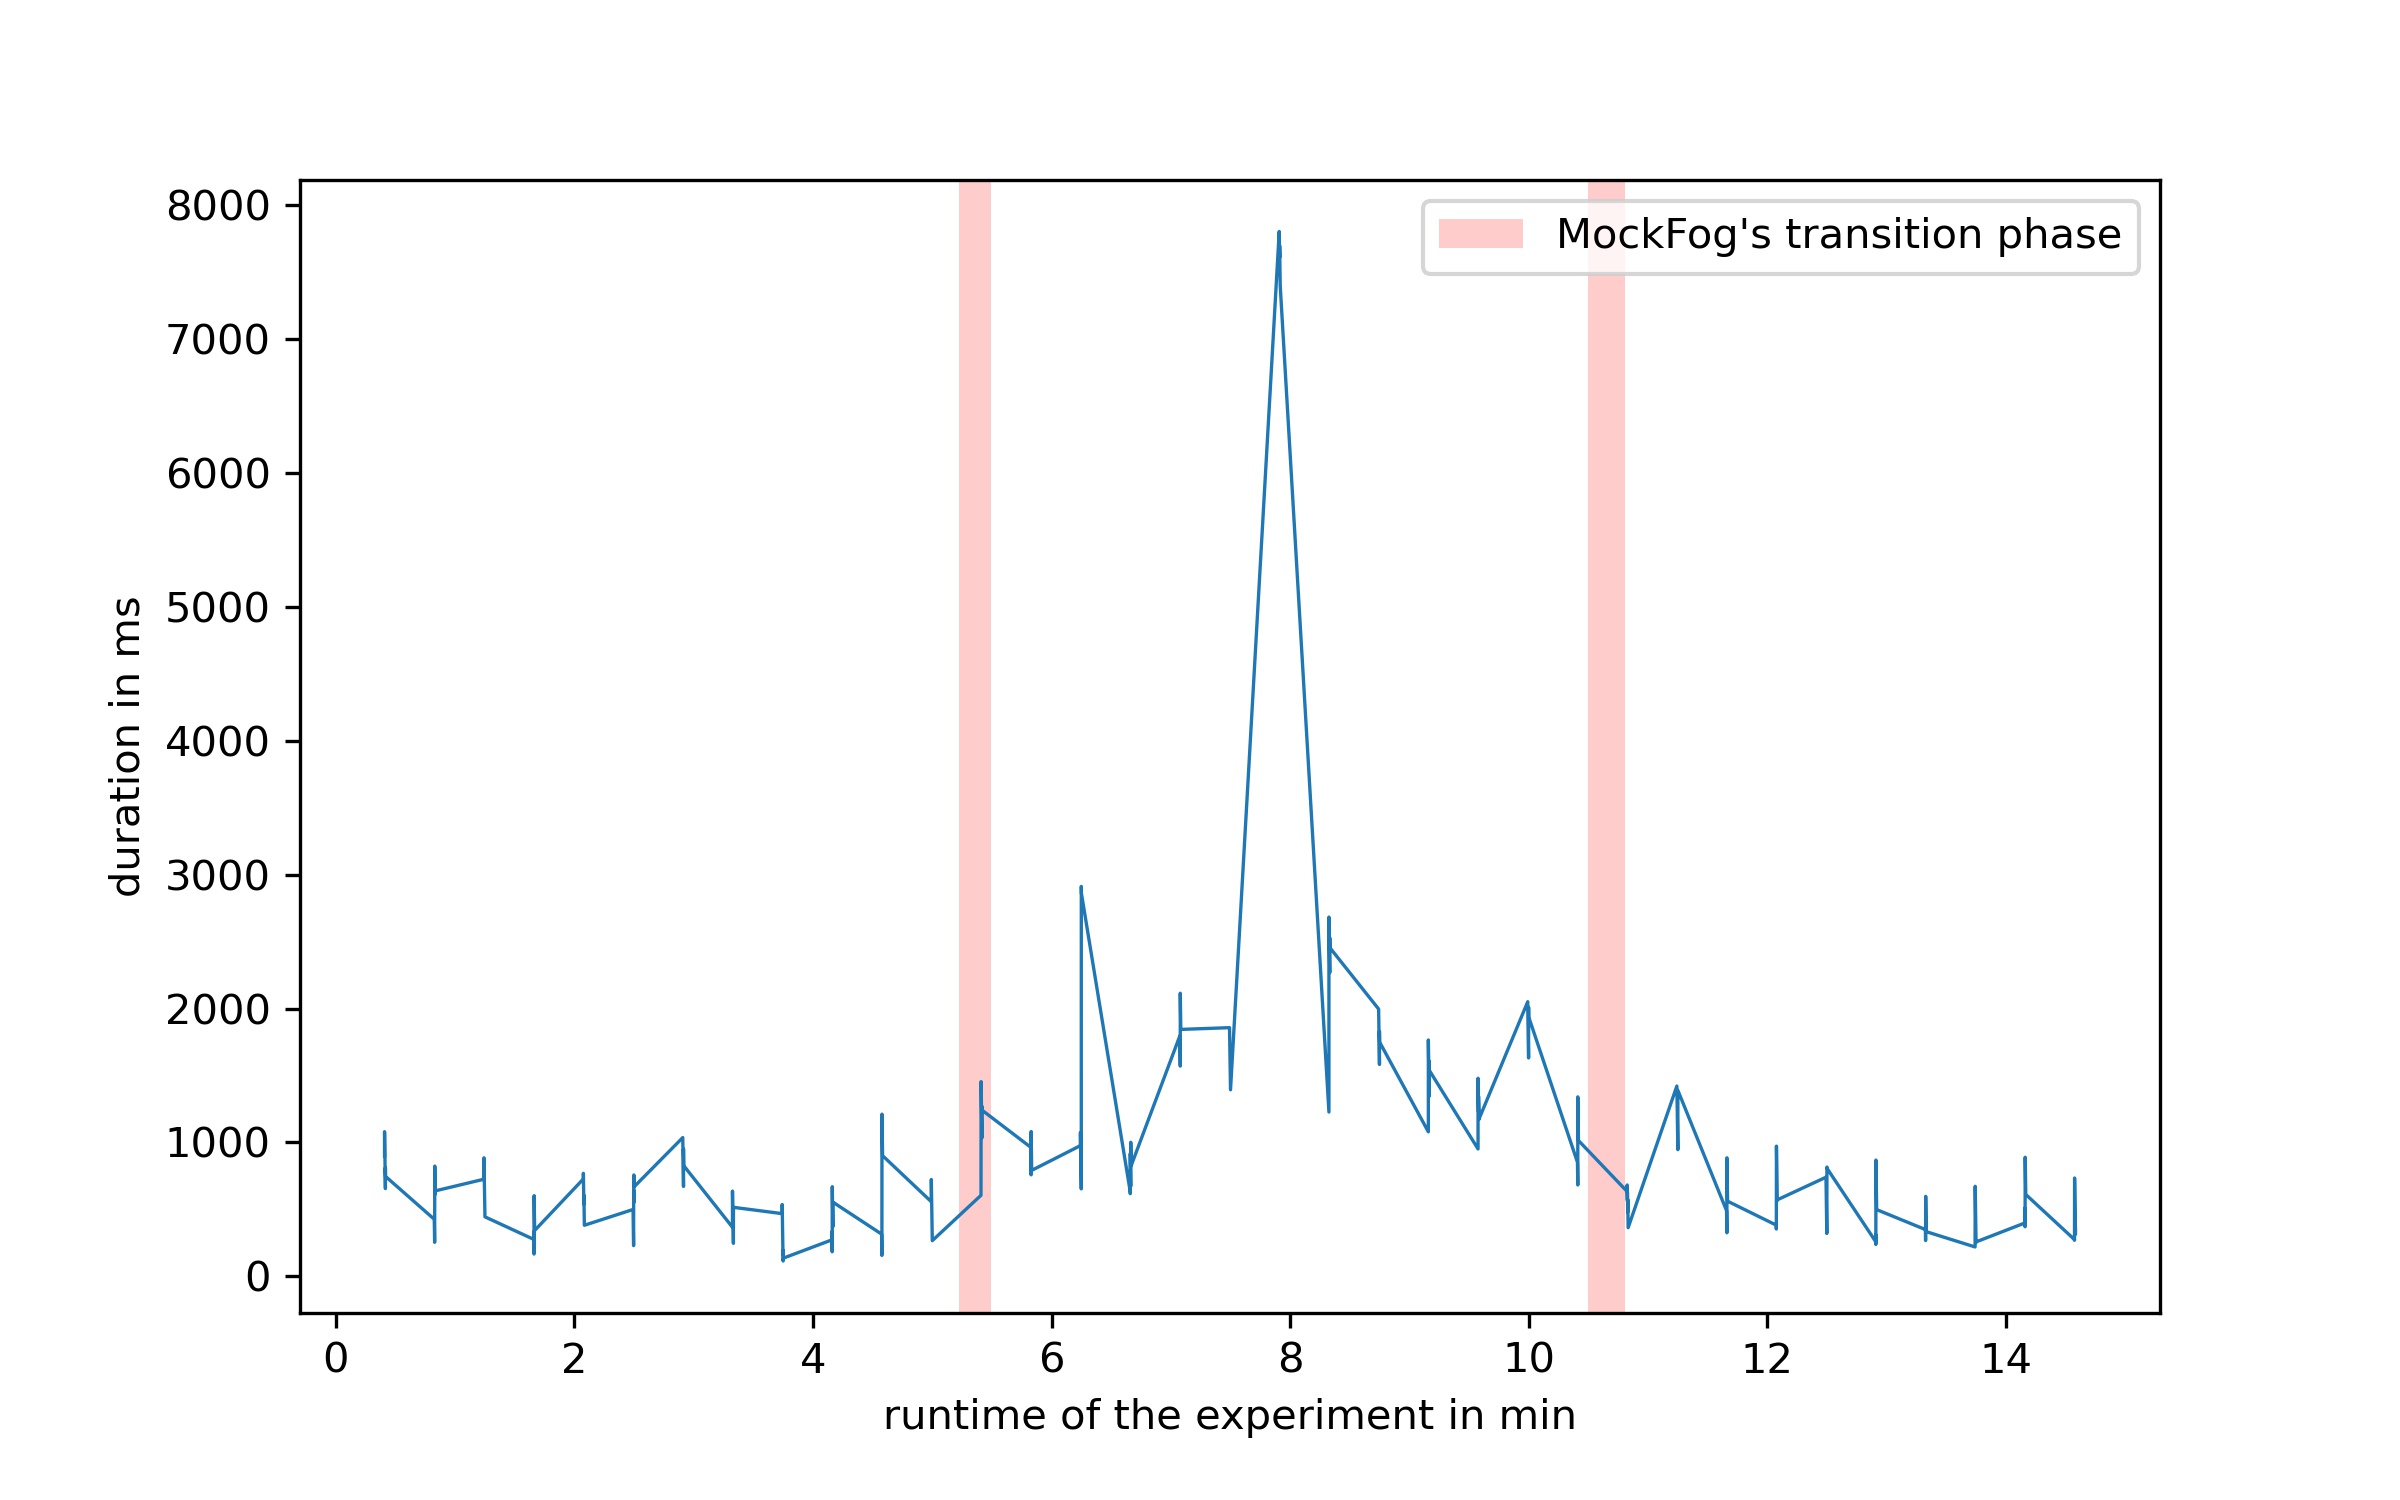 MockFog's transition phase
8000
7000
6000
5000
4000
3000
2000
1000
0
duration in ms
0 2 4 6 8 10 12 14
runtime of the experiment in min